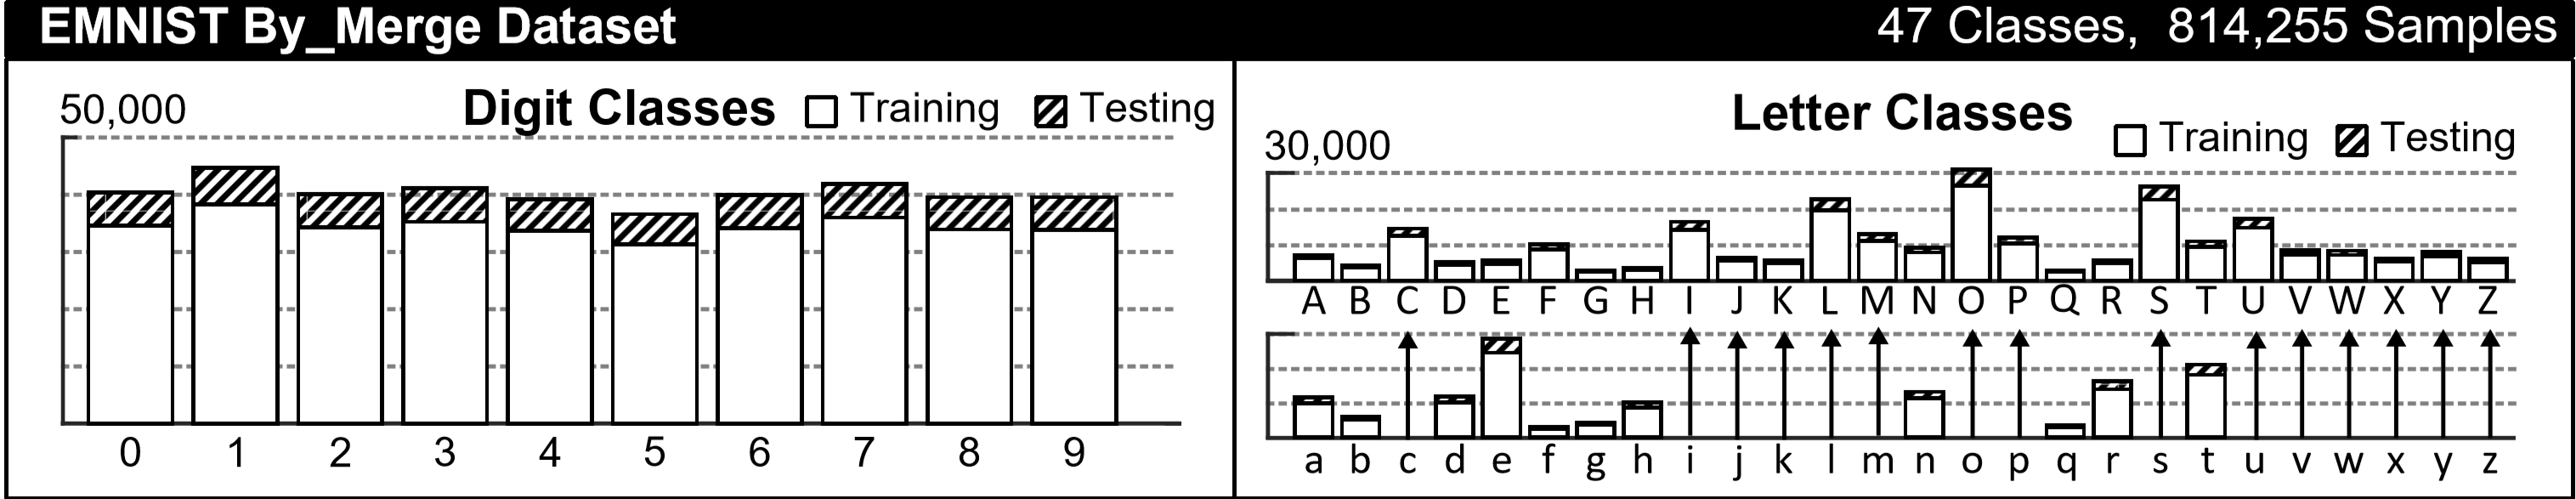 EMNIST By_Merge Dataset 47 Classes, 814,255 Samples
Digit Classes Training Testing
50,000
0 1 2 3 4 5 6 7 8 9
Letter Classes
Training Testing
30,000
A B C D E F G H I J K L M N O P Q R S T U V W X Y Z
a b c d e f g h i j k l m n o p q r s t u v w x y z